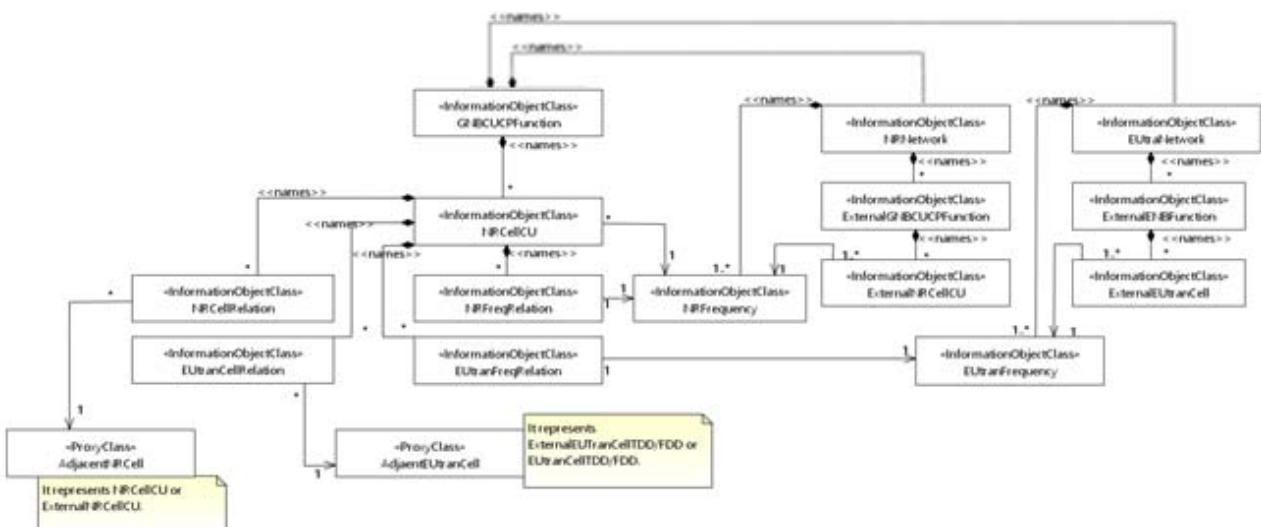 <<names>>
<<names>>
<<names>>
<<names>>
«InformationObjectClass»
GNBCUCPFunction
<<names>>
«InformationObjectClass»
NRNetwork
<<names>>
*
«InformationObjectClass»
EUtraNetwork
<<names>>
*
<<names>>
*
<<names>>
«InformationObjectClass»
NRCellCU
*
<<names>>
<<names>>
«InformationObjectClass»
ExternalGNBCUCPFunction
<<names>>
*
«InformationObjectClass»
ExternalENBFunction
<<names>>
*
1
1..*
1
1..*
1..*
*
«InformationObjectClass»
NRCellRelation
*
«InformationObjectClass»
NRFreqRelation
1
1
«InformationObjectClass»
NRFrequency
«InformationObjectClass»
ExternalNRCellCU
«InformationObjectClass»
ExternalEUtranCell
*
*
1..*
1
«InformationObjectClass»
EUtranCellRelation
*
«InformationObjectClass»
EUtranFreqRelation
1
1
«InformationObjectClass»
EUtranFrequency
1
«ProxyClass»
AdjacentNRCell
It represents NRCellCU or
ExternalNRCellCU.
1
«ProxyClass»
AdjaentEUtranCell
It represents
ExternalEUTranCellTDD/FDD or
EUtranCellTDD/FDD.